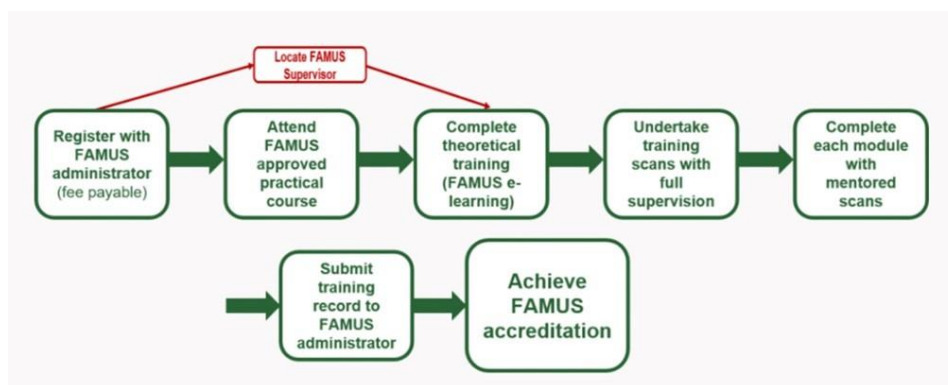 Locate FAMUS
Supervisor
Register with
FAMUS
administrator
(fee payable)
Attend
FAMUS
approved
practical
course
Complete
theoretical
training
(FAMUS e-
learning)
Undertake
training
scans with
full
supervision
Complete
each module
with
mentored
scans
Submit
training
record to
FAMUS
administrator
Achieve
FAMUS
accreditation